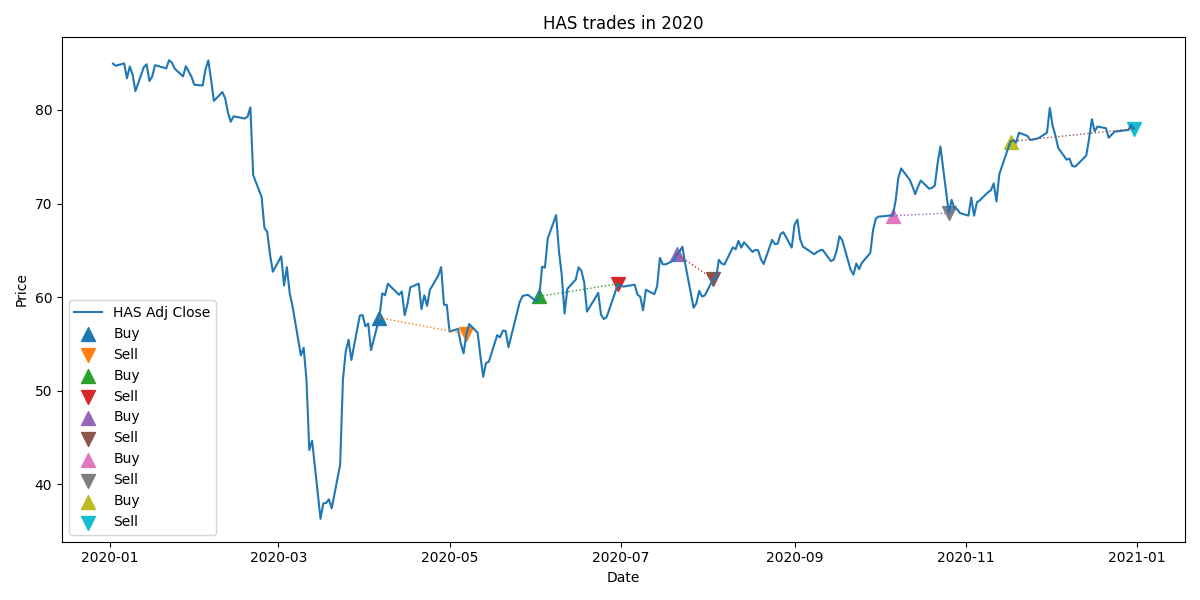 HAS trades in 2020
Price
80
70
60
50
40
HAS Adj Close
Buy
Sell
Buy
Sell
Buy
Sell
Buy
Sell
Buy
Sell
2020-01
2020-03
2020-05
2020-07
2020-09
2020-11
2021-01
Date